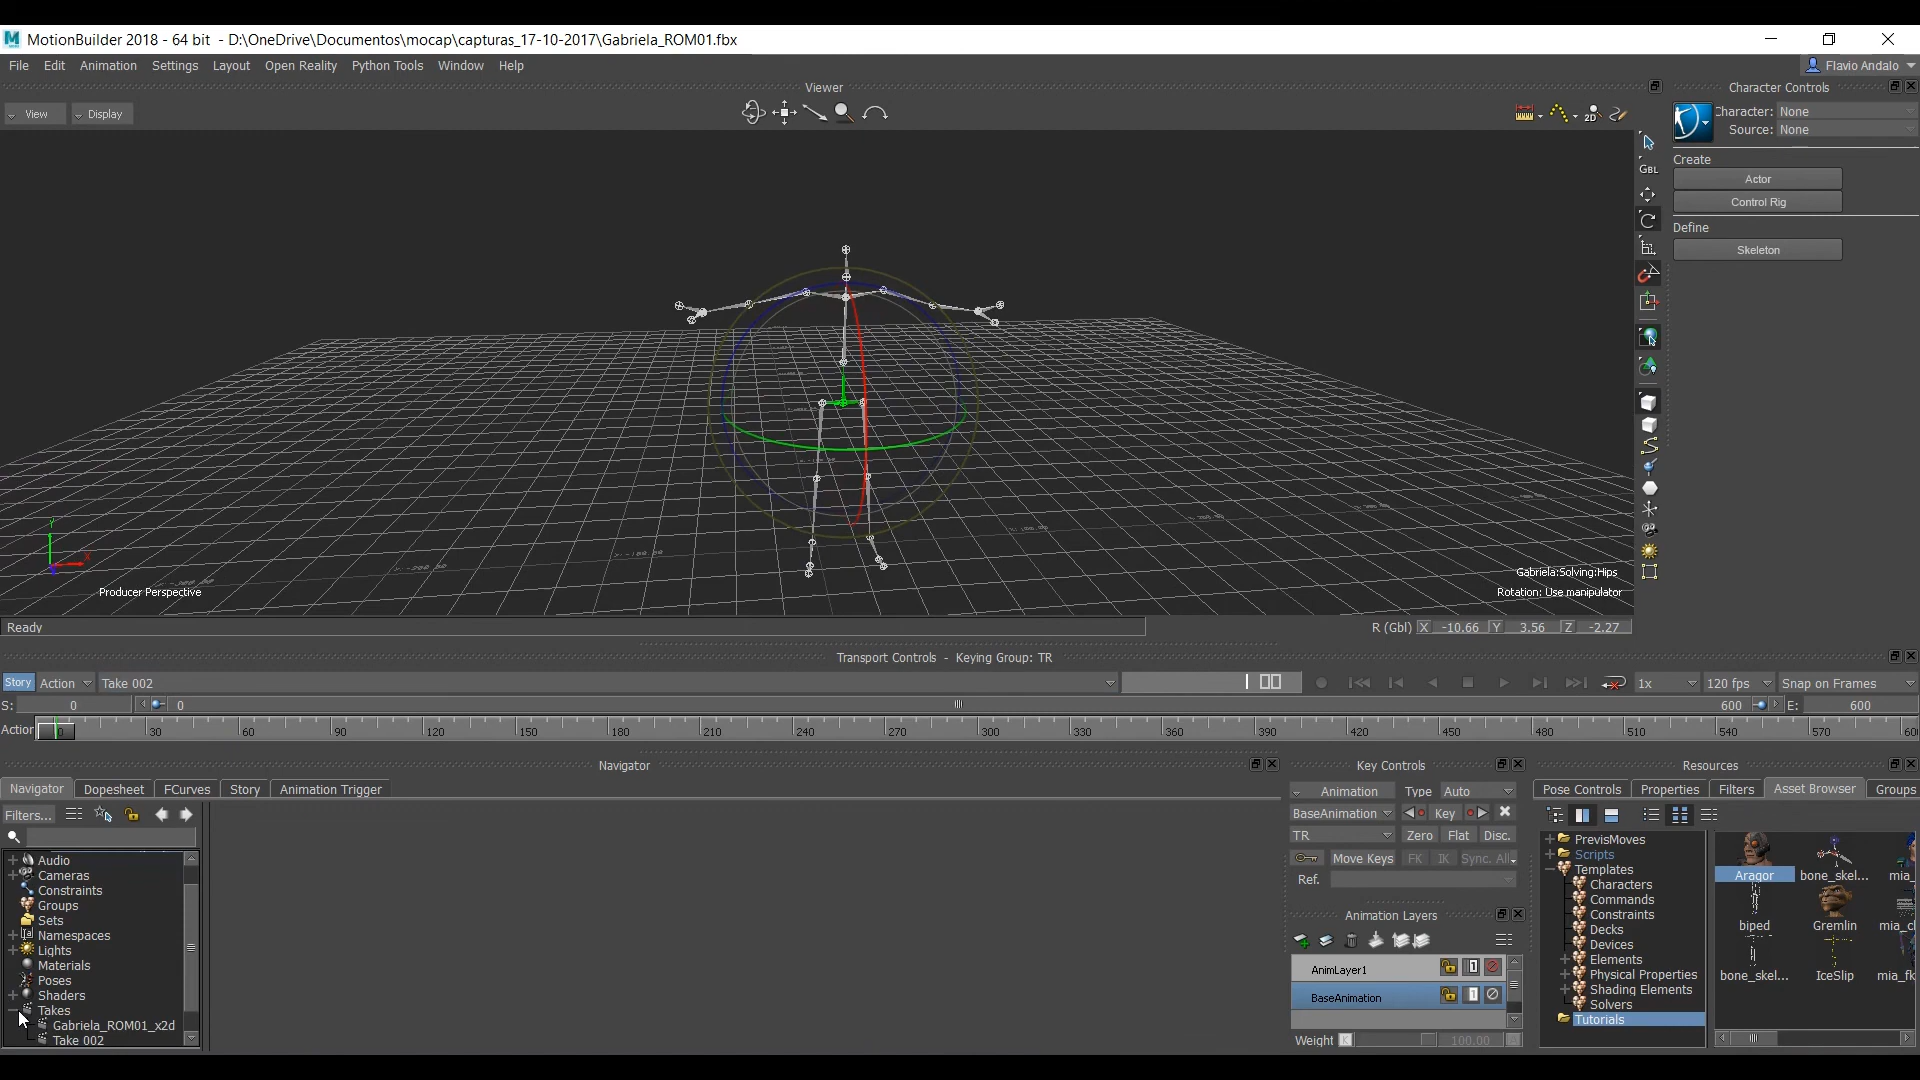 MotionBuilder 2018 - 64 bit - D:\OneDrive\Documentos\mocap\capturas_17-10-2017\Gabriela_ROM01.fbx
File Edit Animation Settings Layout Open Reality Python Tools Window Help
Flavio Andalo
Viewer
View Display
2D
Character Controls
Character: None
Source: None
Create
Actor
Control Rig
Define
Skeleton
GBL
Y
X
Producer Perspective
Gabriela:Solving:Hips
Rotation: Use manipulator
Ready
R (Gbl) X -10.66 Y 3.56 Z -2.27
Transport Controls - Keying Group: TR
Story Action Take 002 1x 120 fps Snap on Frames
S: 0 0 600 E: 600
Action 0 30 60 90 120 150 180 210 240 270 300 330 360 390 420 450 480 510 540 570 60
Navigator
Navigator Dopesheet FCurves Story Animation Trigger
Filters...
Audio
Cameras
Constraints
Groups
Sets
Namespaces
Lights
Materials
Poses
Shaders
Takes
Gabriela_ROM01_x2d
Take 002
Key Controls
Animation Type Auto
BaseAnimation Key
TR Zero Flat Disc.
Move Keys FK IK Sync. All
Ref.
Animation Layers
AnimLayer1
BaseAnimation
Weight K 100.00
Resources
Pose Controls Properties Filters Asset Browser Groups
PrevisMoves
Scripts
Templates
Characters
Commands
Constraints
Decks
Devices
Elements
Physical Properties
Shading Elements
Solvers
Tutorials
Aragor bone_skel... mia_
biped Gremlin mia_cl
bone_skel... IceSlip mia_fk